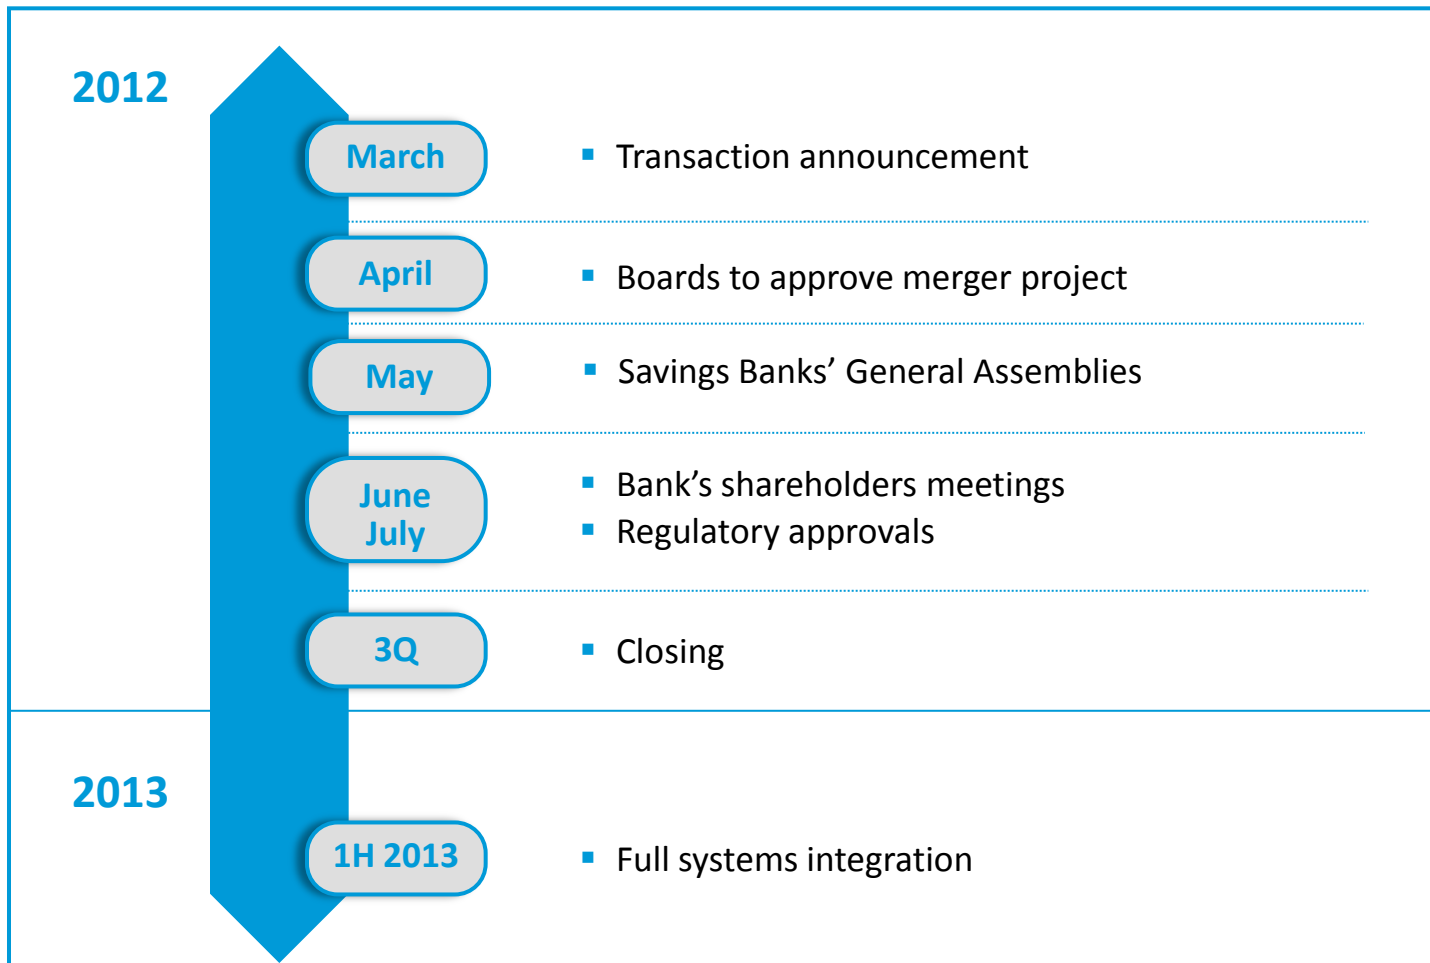 2012
March
▪ Transaction announcement
April
▪ Boards to approve merger project
May
▪ Savings Banks’ General Assemblies
June
July
▪ Bank’s shareholders meetings
▪ Regulatory approvals
3Q
▪ Closing
2013
1H 2013
▪ Full systems integration